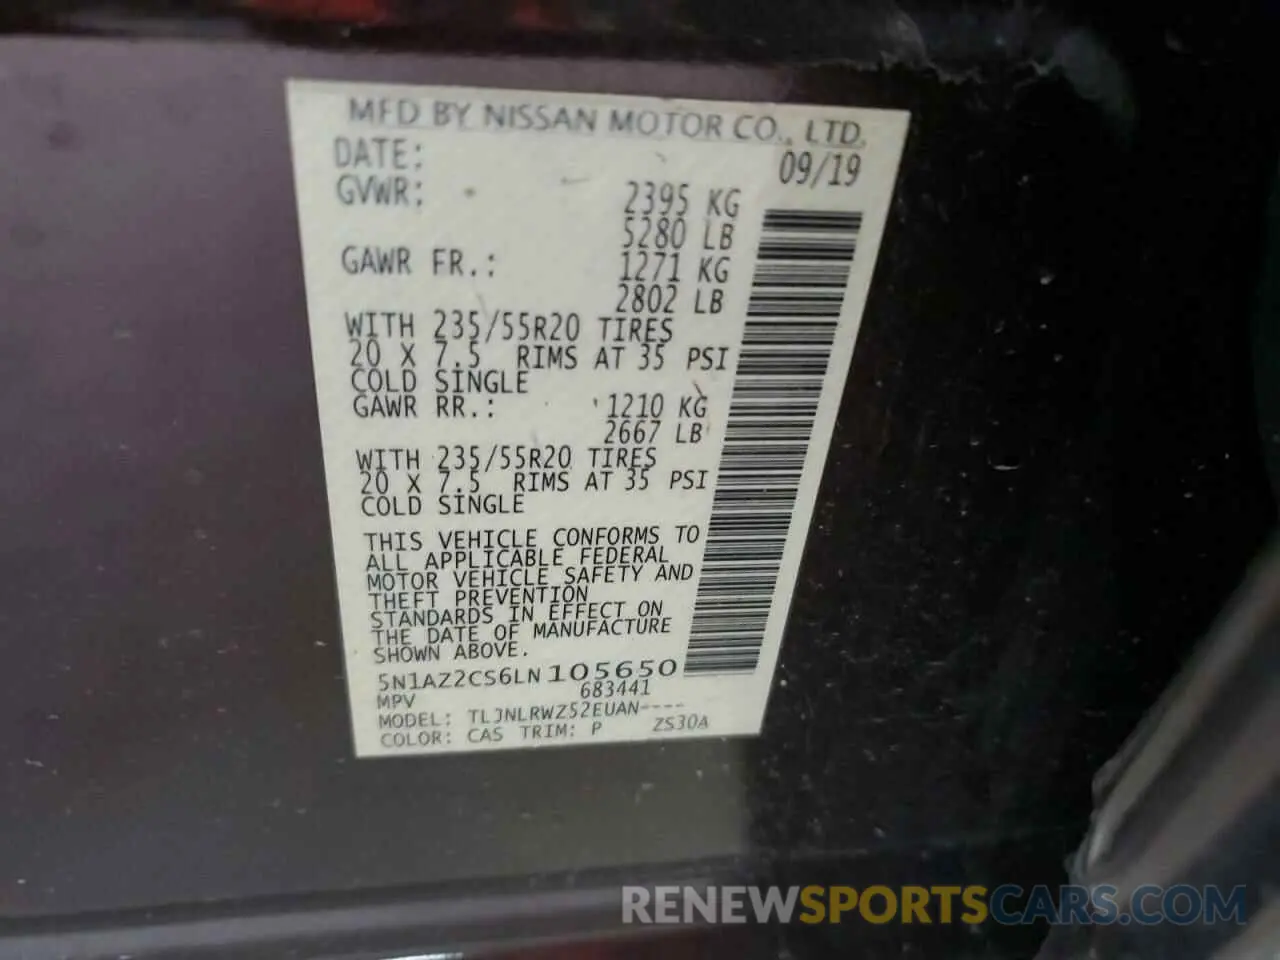 MFD BY NISSAN MOTOR CO., LTD.
DATE: 09/19
GVWR: 2395 KG
5280 LB
GAWR FR.: 1271 KG
2802 LB
WITH 235/55R20 TIRES
20 X 7.5 RIMS AT 35 PSI
COLD SINGLE
GAWR RR.: 1210 KG
2667 LB
WITH 235/55R20 TIRES
20 X 7.5 RIMS AT 35 PSI
COLD SINGLE
THIS VEHICLE CONFORMS TO
ALL APPLICABLE FEDERAL
MOTOR VEHICLE SAFETY AND
THEFT PREVENTION
STANDARDS IN EFFECT ON
THE DATE OF MANUFACTURE
SHOWN ABOVE.
5N1AZ2CS6LN105650
MPV 683441
MODEL: TLJNLRWZ52EUAN----
COLOR: CAS TRIM: P ZS30A
RENEWSPORTSCARS.COM